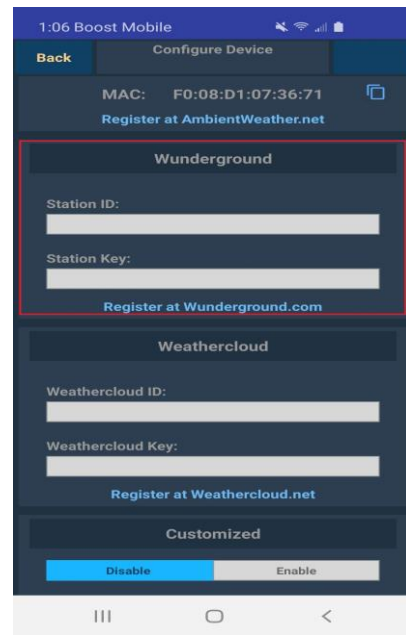 1:06 Boost Mobile
Back
Configure Device
MAC: F0:08:D1:07:36:71
Register at AmbientWeather.net
Wunderground
Station ID:
Station Key:
Register at Wunderground.com
Weathercloud
Weathercloud ID:
Weathercloud Key:
Register at Weathercloud.net
Customized
Disable Enable